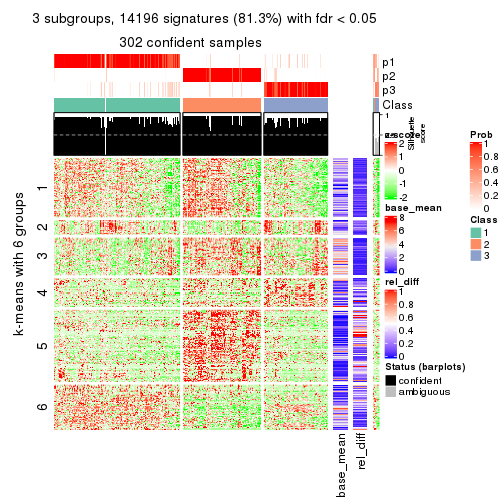 3 subgroups, 14196 signatures (81.3%) with fdr < 0.05
302 confident samples
p1
p2
p3
Class
1
Silhouette
score
k-means with 6 groups
1
2
3
4
5
6
base_mean
rel_diff
z-score
2
1
0
-1
-2
base_mean
8
6
4
2
0
rel_diff
1
0.8
0.6
0.4
0.2
0
Status (barplots)
confident
ambiguous
Prob
1
0.8
0.6
0.4
0.2
0
Class
1
2
3